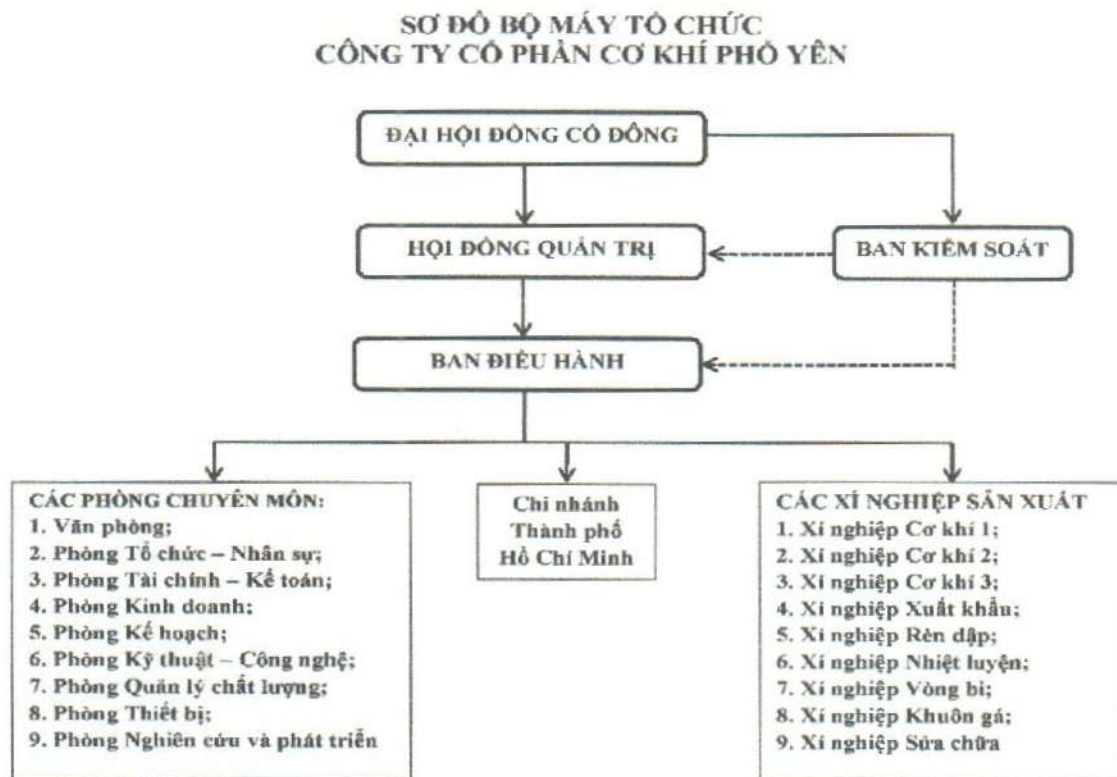 SƠ ĐỒ BỘ MÁY TỔ CHỨC
CÔNG TY CỔ PHẦN CƠ KHÍ PHỔ YÊN
ĐẠI HỘI ĐỒNG CỔ ĐÔNG
HỘI ĐỒNG QUẢN TRỊ
BAN KIỂM SOÁT
BAN ĐIỀU HÀNH
CÁC PHÒNG CHUYÊN MÔN:
1. Văn phòng;
2. Phòng Tổ chức – Nhân sự;
3. Phòng Tài chính – Kế toán;
4. Phòng Kinh doanh;
5. Phòng Kế hoạch;
6. Phòng Kỹ thuật – Công nghệ;
7. Phòng Quản lý chất lượng;
8. Phòng Thiết bị;
9. Phòng Nghiên cứu và phát triển
Chi nhánh
Thành phố
Hồ Chí Minh
CÁC XÍ NGHIỆP SẢN XUẤT
1. Xí nghiệp Cơ khí 1;
2. Xí nghiệp Cơ khí 2;
3. Xí nghiệp Cơ khí 3;
4. Xí nghiệp Xuất khẩu;
5. Xí nghiệp Rèn dập;
6. Xí nghiệp Nhiệt luyện;
7. Xí nghiệp Vòng bi;
8. Xí nghiệp Khuôn gá;
9. Xí nghiệp Sửa chữa